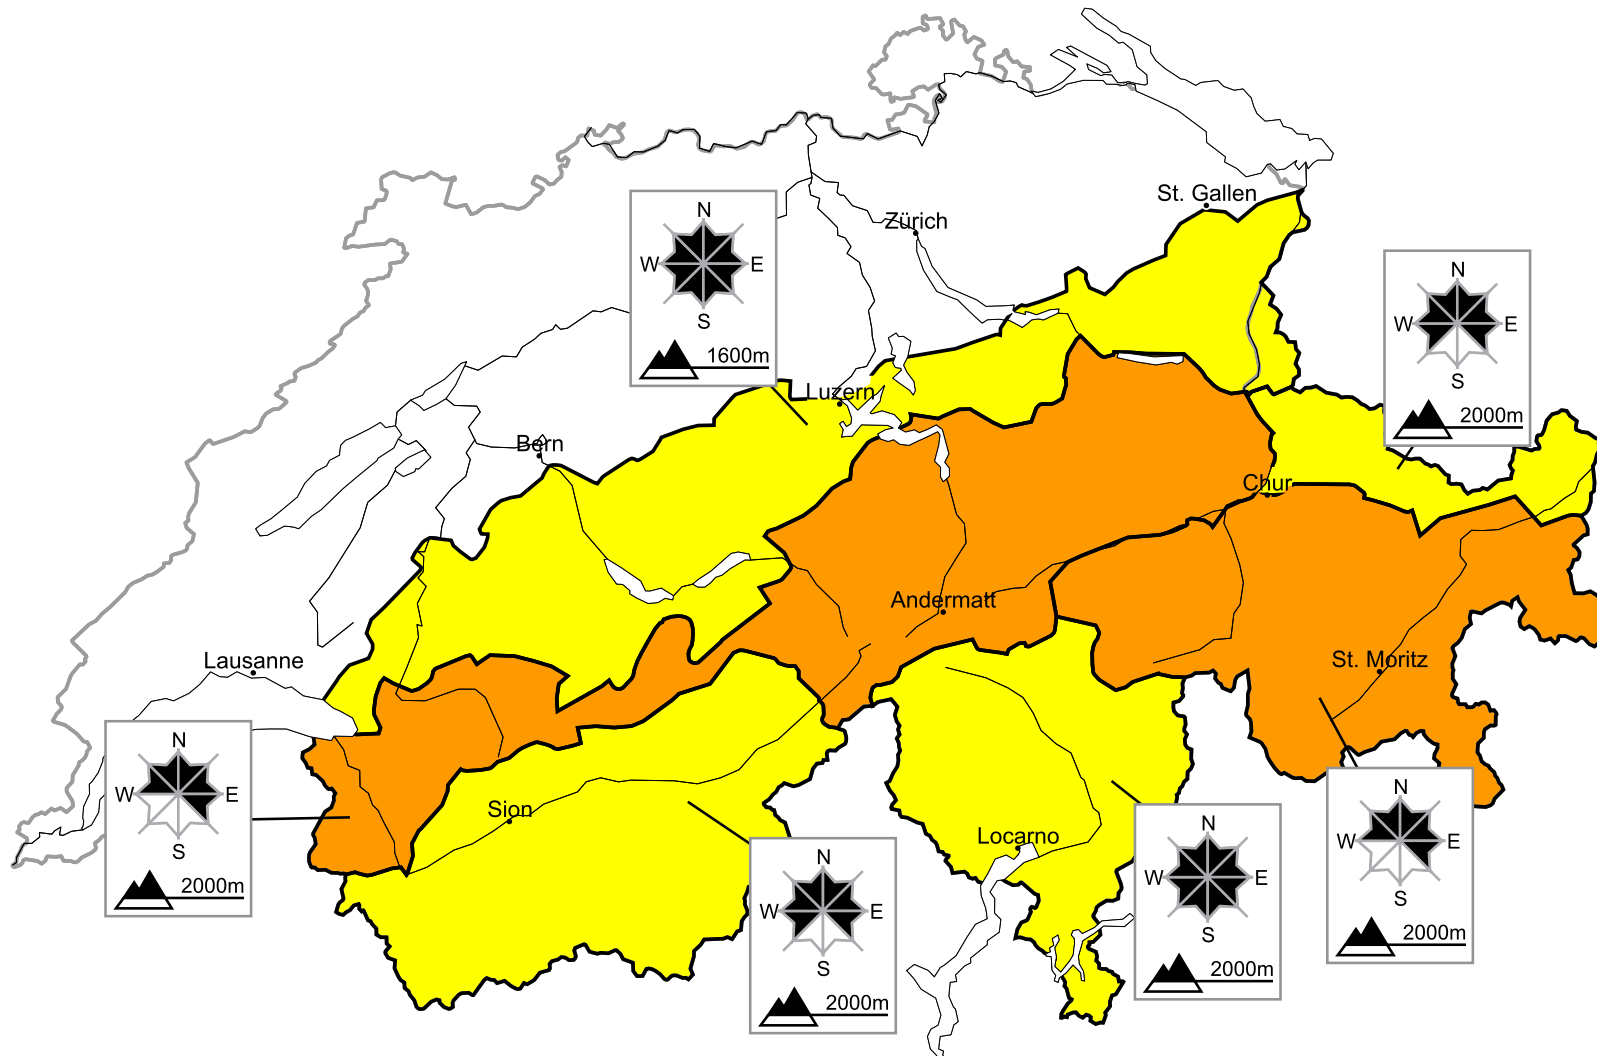 St. Gallen
Zürich
N
W E
S
1600m
N
W E
S
2000m
Luzern
Bern
Chur
Andermatt
Lausanne
St. Moritz
N
W E
S
2000m
Sion
Locarno
N
W E
S
2000m
N
W E
S
2000m
N
W E
S
2000m